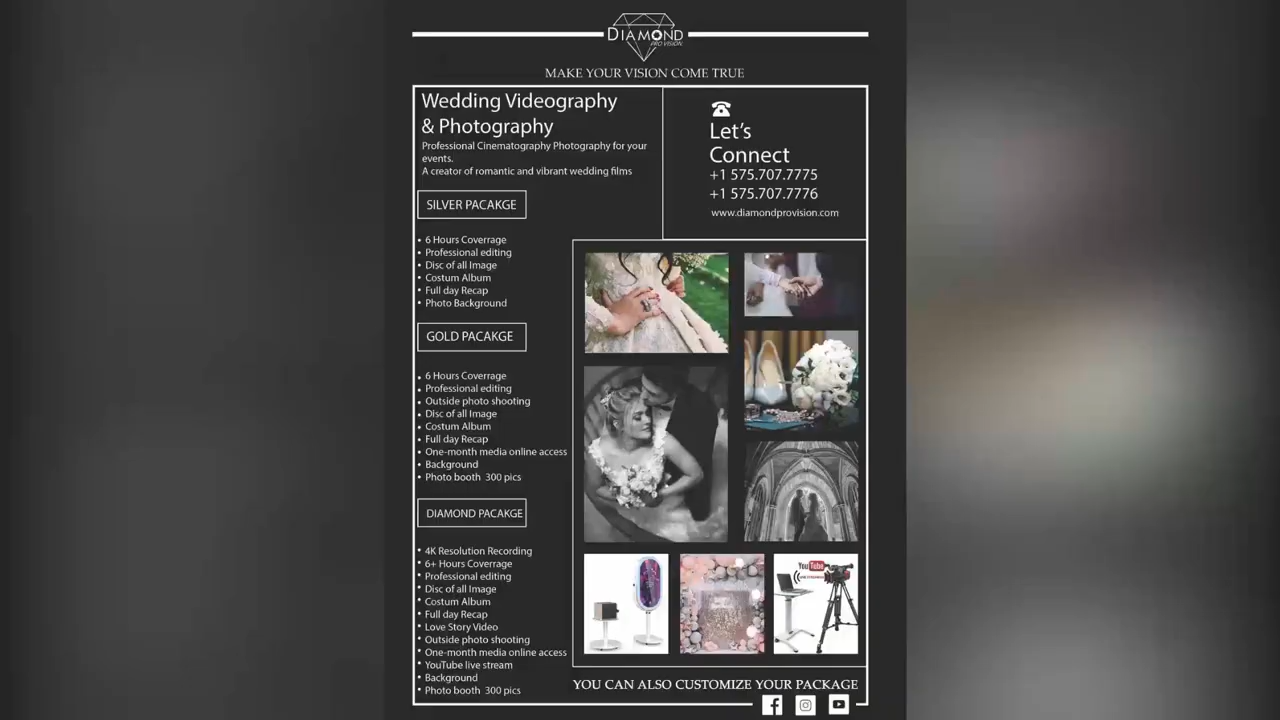 DIAMOND
PRO VISION
MAKE YOUR VISION COME TRUE
Wedding Videography
& Photography
Professional Cinematography Photography for your
events.
A creator of romantic and vibrant wedding films
Let's
Connect
+1 575.707.7775
+1 575.707.7776
www.diamondprovision.com
SILVER PACAKGE
• 6 Hours Coverrage
• Professional editing
• Disc of all Image
• Costum Album
• Full day Recap
• Photo Background
GOLD PACAKGE
• 6 Hours Coverrage
• Professional editing
• Outside photo shooting
• Disc of all Image
• Costum Album
• Full day Recap
• One-month media online access
• Background
• Photo booth 300 pics
DIAMOND PACAKGE
• 4K Resolution Recording
• 6+ Hours Coverrage
• Professional editing
• Disc of all Image
• Costum Album
• Full day Recap
• Love Story Video
• Outside photo shooting
• One-month media online access
• YouTube live stream
• Background
• Photo booth 300 pics
YouTube
YOU CAN ALSO CUSTOMIZE YOUR PACKAGE